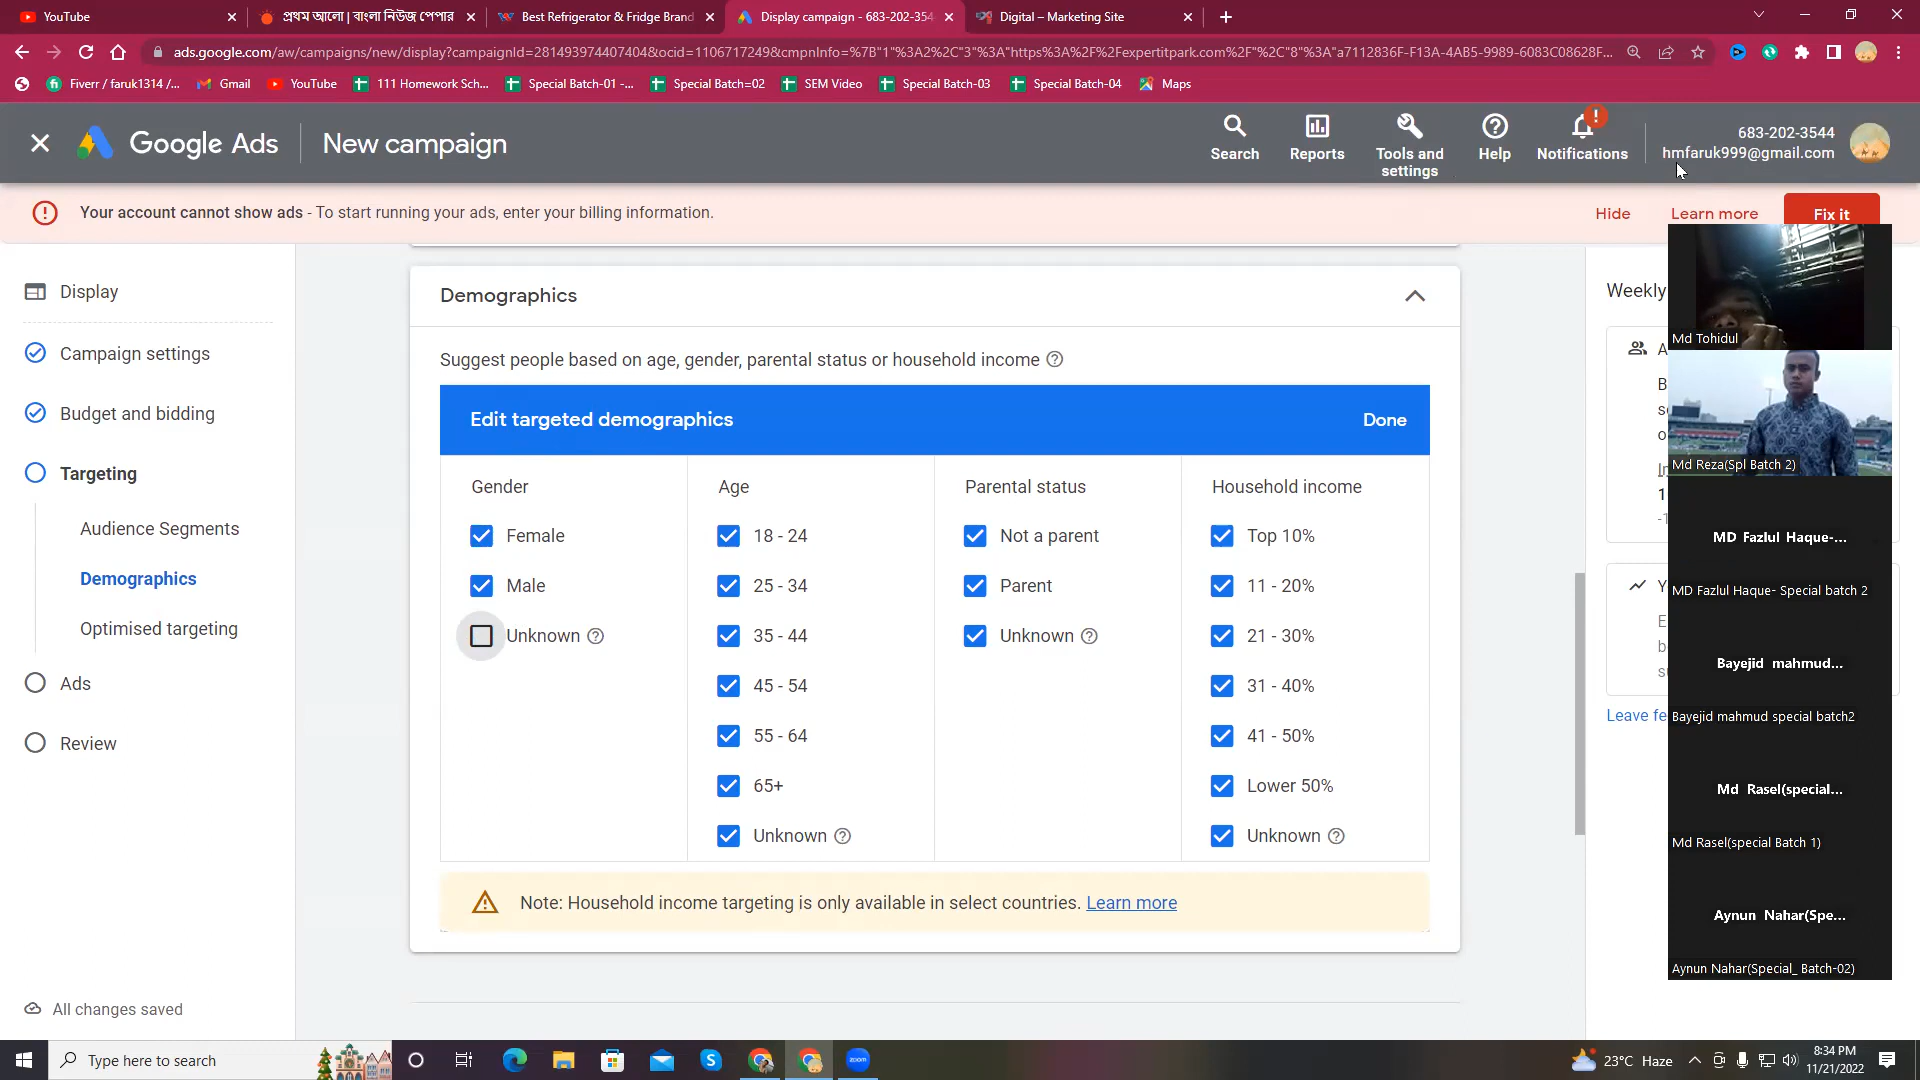 YouTube
প্রথম আলো | বাংলা নিউজ পেপার
Best Refrigerator & Fridge Brand
Display campaign - 683-202-354
Digital – Marketing Site
ads.google.com/aw/campaigns/new/display?campaignId=281493974407404&ocid=1106717249&cmpnInfo=%7B"1"%3A2%2C"3"%3A"https%3A%2F%2Fexpertitpark.com%2F"%2C"8"%3A"a7112836F-F13A-4AB5-9989-6083C08628F...
Fiverr / faruk1314 /...
Gmail
YouTube
111 Homework Sch...
Special Batch-01 -...
Special Batch=02
SEM Video
Special Batch-03
Special Batch-04
Maps
Google Ads
New campaign
Search
Reports
Tools and
settings
Help
Notifications
683-202-3544
hmfaruk999@gmail.com
Your account cannot show ads - To start running your ads, enter your billing information.
Hide
Learn more
Fix it
Display
Campaign settings
Budget and bidding
Targeting
Audience Segments
Demographics
Optimised targeting
Ads
Review
All changes saved
Demographics
Suggest people based on age, gender, parental status or household income
Edit targeted demographics
Done
Gender
Female
Male
Unknown
Age
18 - 24
25 - 34
35 - 44
45 - 54
55 - 64
65+
Unknown
Parental status
Not a parent
Parent
Unknown
Household income
Top 10%
11 - 20%
21 - 30%
31 - 40%
41 - 50%
Lower 50%
Unknown
Note: Household income targeting is only available in select countries. Learn more
Weekly
Leave fe
Md Tohidul
Md Reza(Spl Batch 2)
MD Fazlul Haque-...
MD Fazlul Haque- Special batch 2
Bayejid mahmud...
Bayejid mahmud special batch2
Md Rasel(special...
Md Rasel(special Batch 1)
Aynun Nahar(Spe...
Aynun Nahar(Special_ Batch-02)
Type here to search
zoom
23°C Haze
8:34 PM
11/21/2022